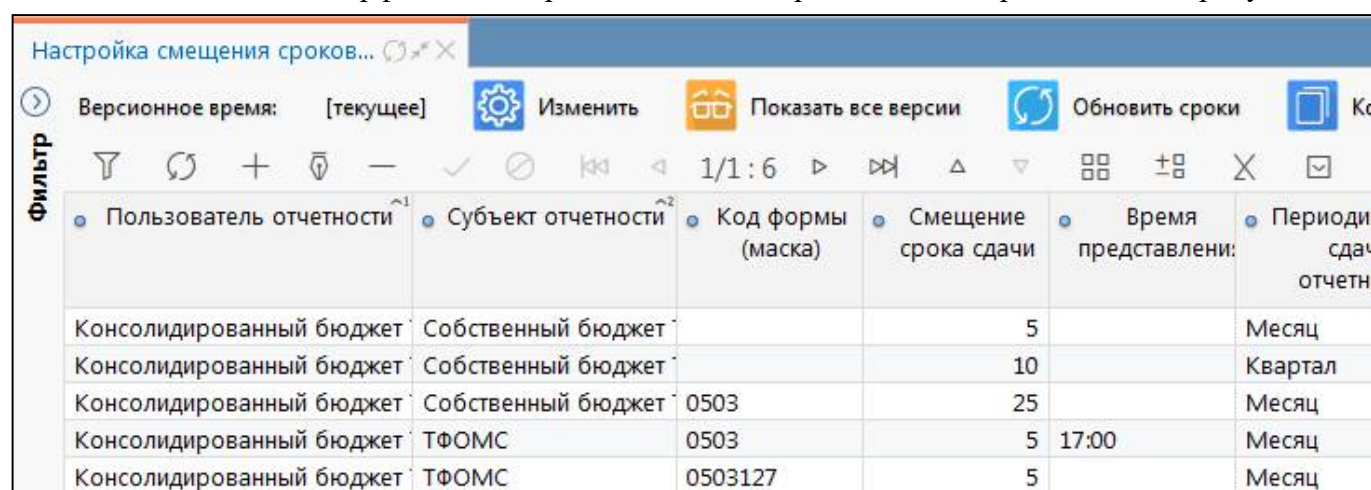 Настройка смещения сроков...
Версионное время: [текущее] Изменить Показать все версии Обновить сроки
Фильтр
1/1 : 6
Пользователь отчетности ^1 Субъект отчетности ^2 Код формы Смещение Время
(маска) срока сдачи
Консолидированный бюджет Собственный бюджет 5 Месяц
Консолидированный бюджет Собственный бюджет 10 Квартал
Консолидированный бюджет Собственный бюджет 0503 25 Месяц
Консолидированный бюджет ТФОМС 0503 5 17:00 Месяц
Консолидированный бюджет ТФОМС 0503127 5 Месяц